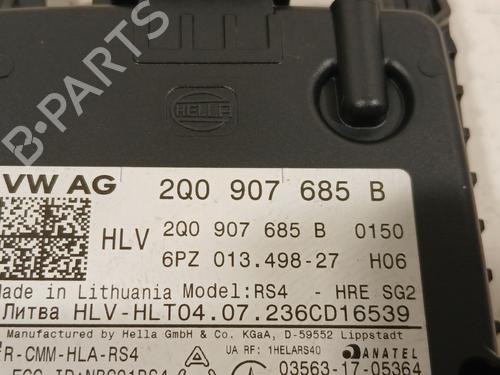 HELLA
VW AG 2Q0 907 685 B
HLV 2Q0 907 685 B 0150
6PZ 013.498-27 H06
Made in Lithuania Model: RS4 - HRE SG2
Литва HLV-HLT04.07.236CD16539
Manufactured by Hella GmbH & Co. KGaA, D-59552 Lippstadt
R-CMM-HLA-RS4 UA RF: 1HELARS40 ANATEL
03563-17-05364
B-Parts